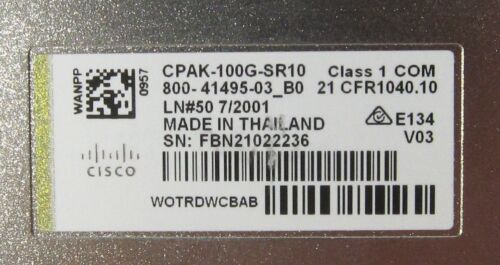 WANPP
0957
CPAK-100G-SR10 Class 1 COM
800-41495-03_B0 21 CFR1040.10
LN#50 7/2001
MADE IN THAILAND E134
SN: FBN21022236 V03
CISCO
WOTRDWCBAB